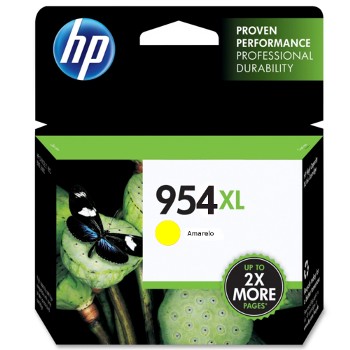 hp
PROVEN
PERFORMANCE
PROFESSIONAL
DURABILITY
954XL
Amarelo
UP TO
2X
MORE
PAGES